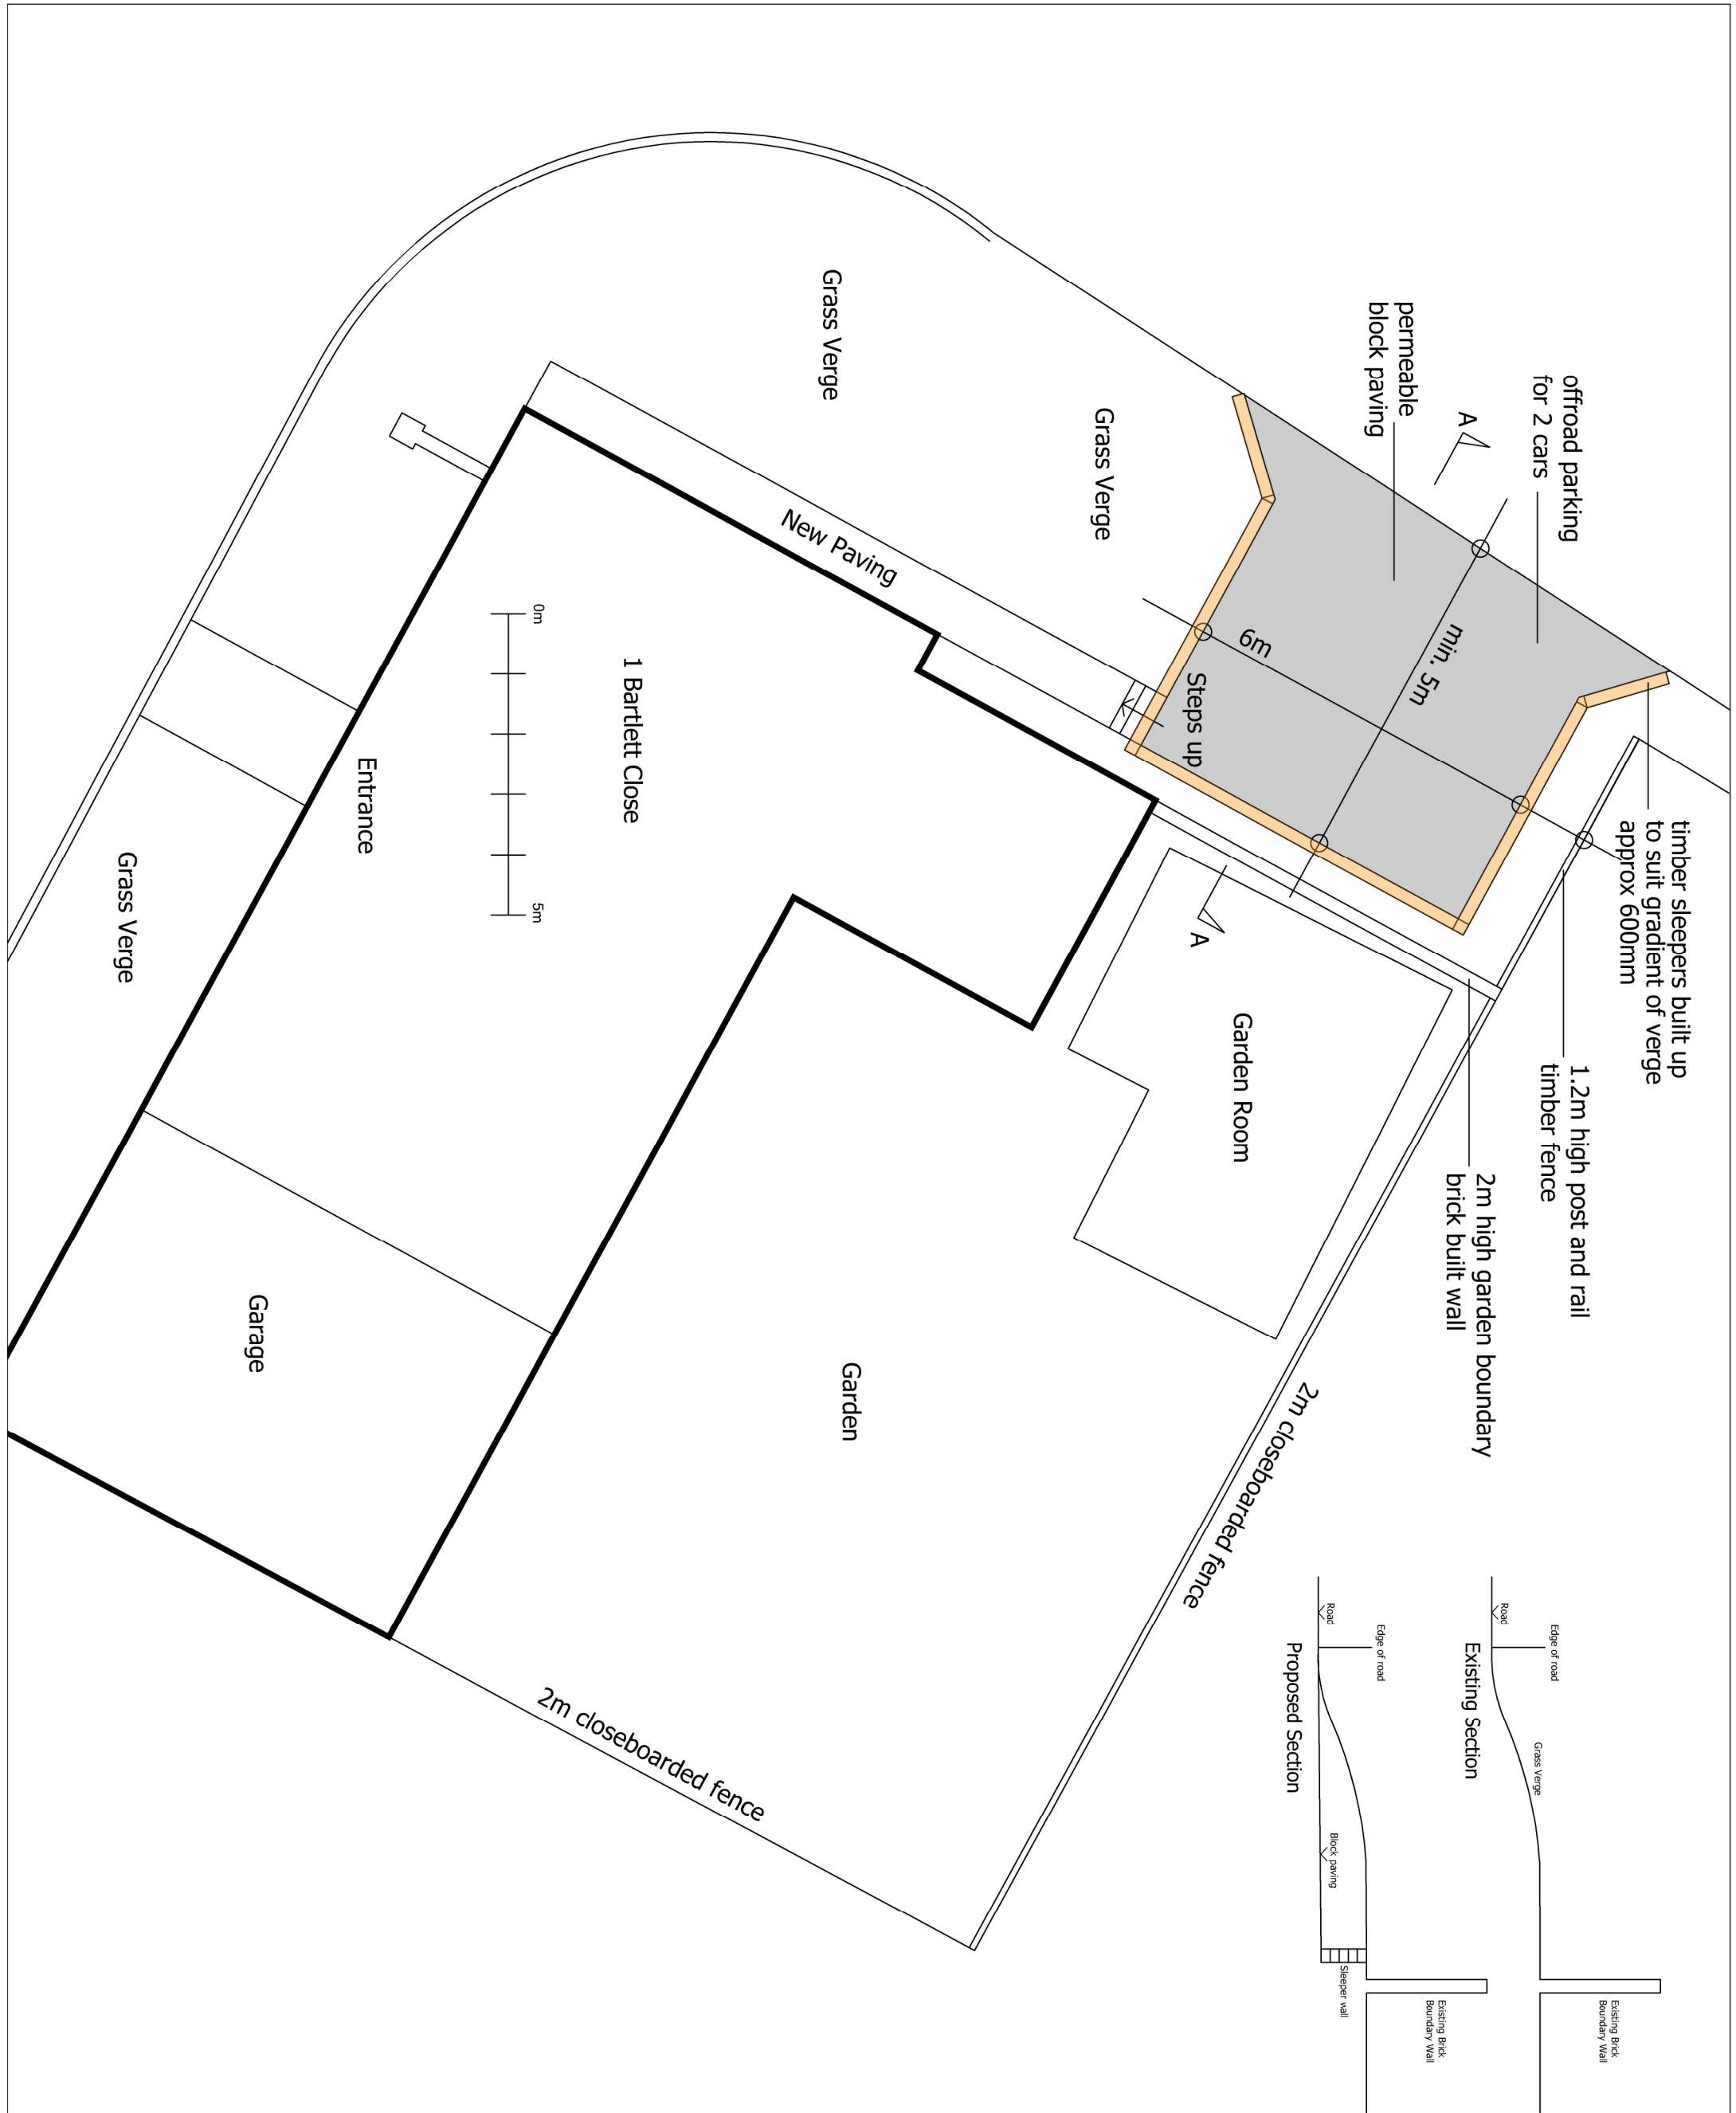 offroad parking
for 2 cars
permeable
block paving
A
timber sleepers built up
to suit gradient of verge
approx 600mm
1.2m high post and rail
timber fence
2m high garden boundary
brick built wall
min. 5m
6m
Steps up
A
Grass Verge
Grass Verge
New Paving
Garden Room
2m closeboarded fence
0m
5m
1 Bartlett Close
Entrance
Grass Verge
Garden
Garage
2m closeboarded fence
Road
Edge of road
Existing Section
Grass Verge
Existing Brick
Boundary Wall
Road
Edge of road
Proposed Section
Block paving
Sleeper wall
Existing Brick
Boundary Wall